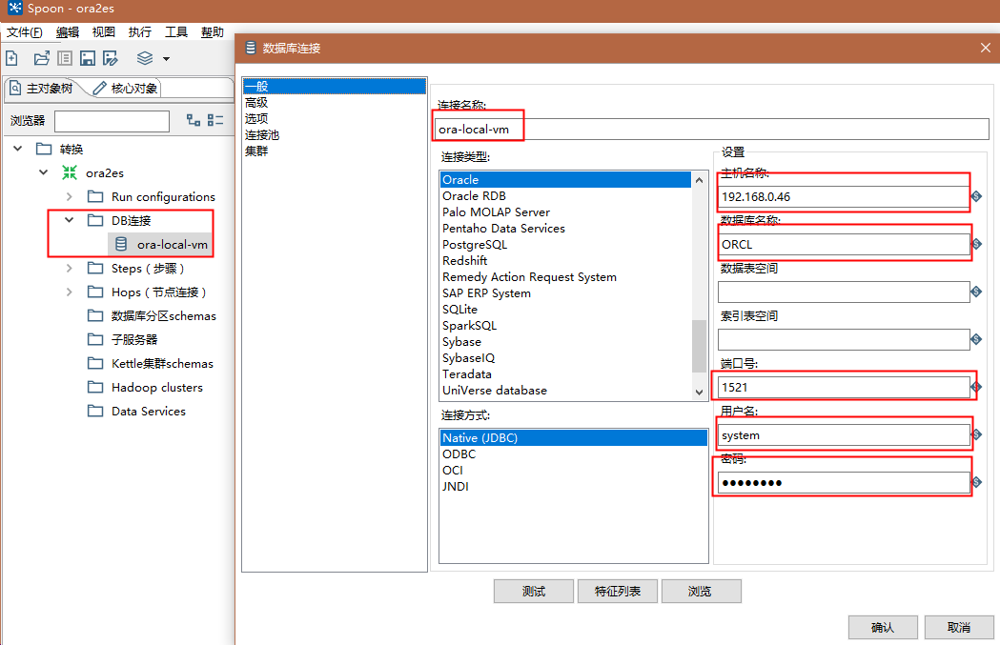 Spoon - ora2es
文件(F) 编辑 视图 执行 工具 帮助
主对象树 核心对象
浏览器
转换
ora2es
Run configurations
DB连接
ora-local-vm
Steps ( 步骤 )
Hops ( 节点连接 )
数据库分区schemas
子服务器
Kettle集群schemas
Hadoop clusters
Data Services
数据库连接
一般
高级
选项
连接池
集群
连接名称:
ora-local-vm
连接类型:
Oracle
Oracle RDB
Palo MOLAP Server
Pentaho Data Services
PostgreSQL
Redshift
Remedy Action Request System
SAP ERP System
SQLite
SparkSQL
Sybase
SybaseIQ
Teradata
UniVerse database
连接方式:
Native (JDBC)
ODBC
OCI
JNDI
设置
主机名称:
192.168.0.46
数据库名称:
ORCL
数据表空间
索引表空间
端口号:
1521
用户名:
system
密码:
●●●●●●●●
测试 特征列表 浏览
确认 取消